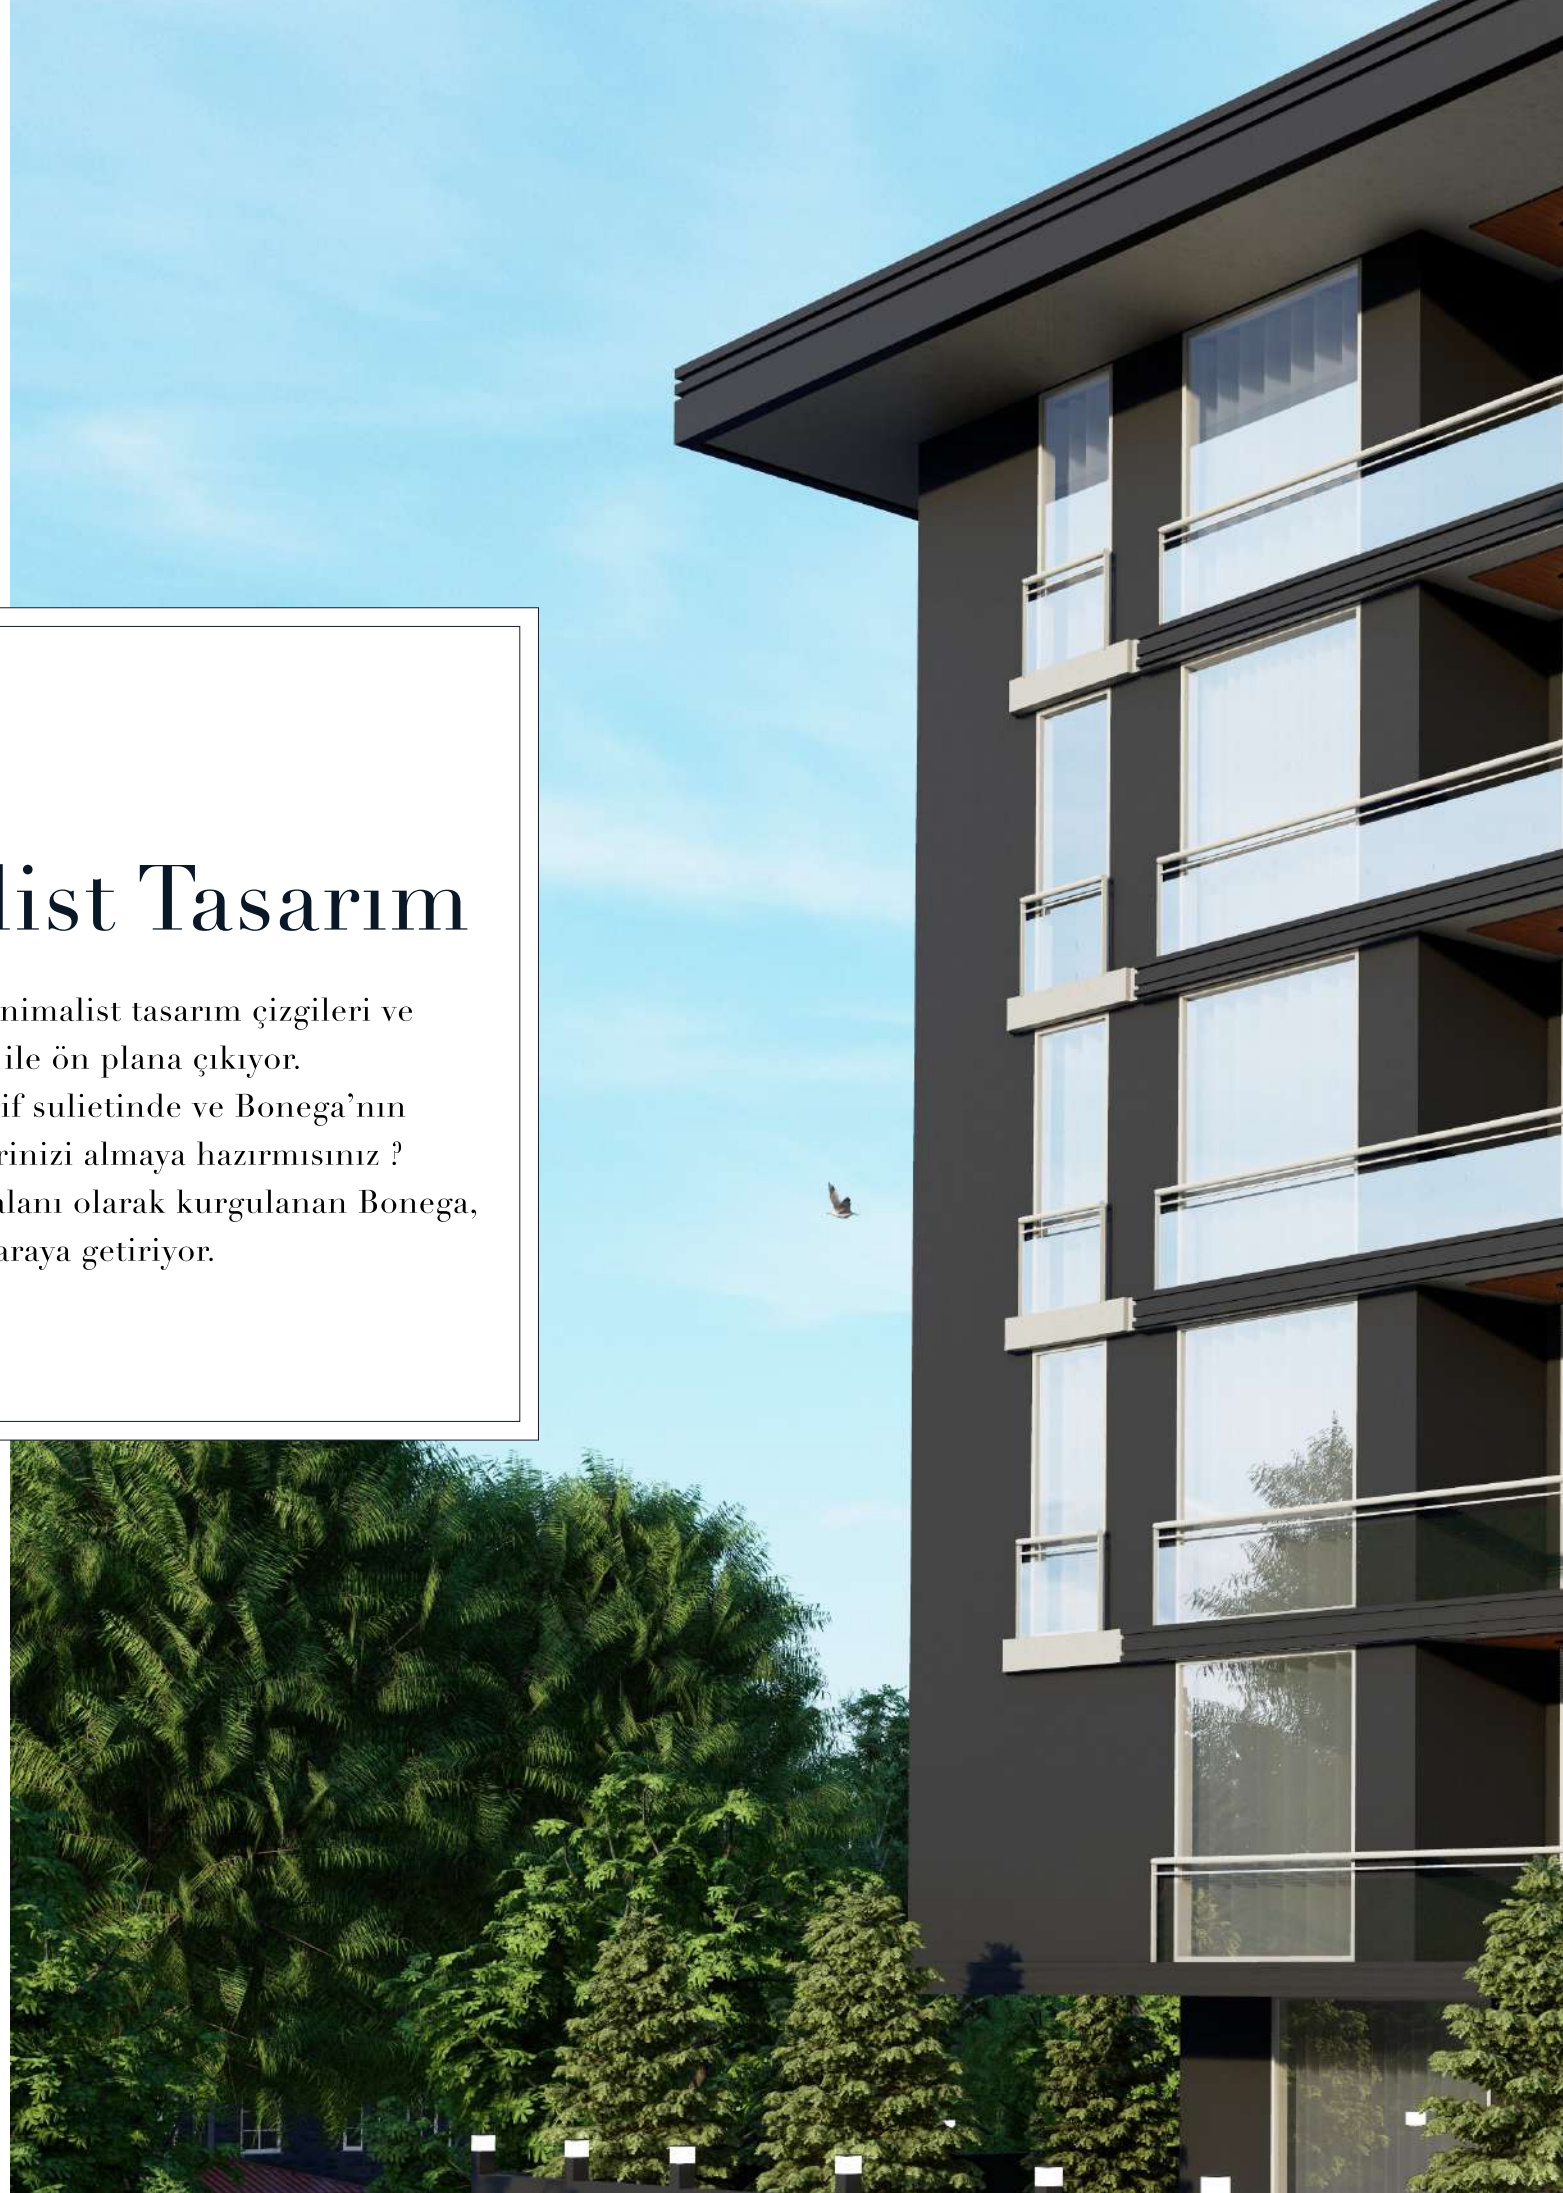 list Tasarım
nimalist tasarım çizgileri ve
ile ön plana çıkıyor.
if sulietinde ve Bonega’nın
rinizi almaya hazırmısınız ?
alanı olarak kurgulanan Bonega,
araya getiriyor.